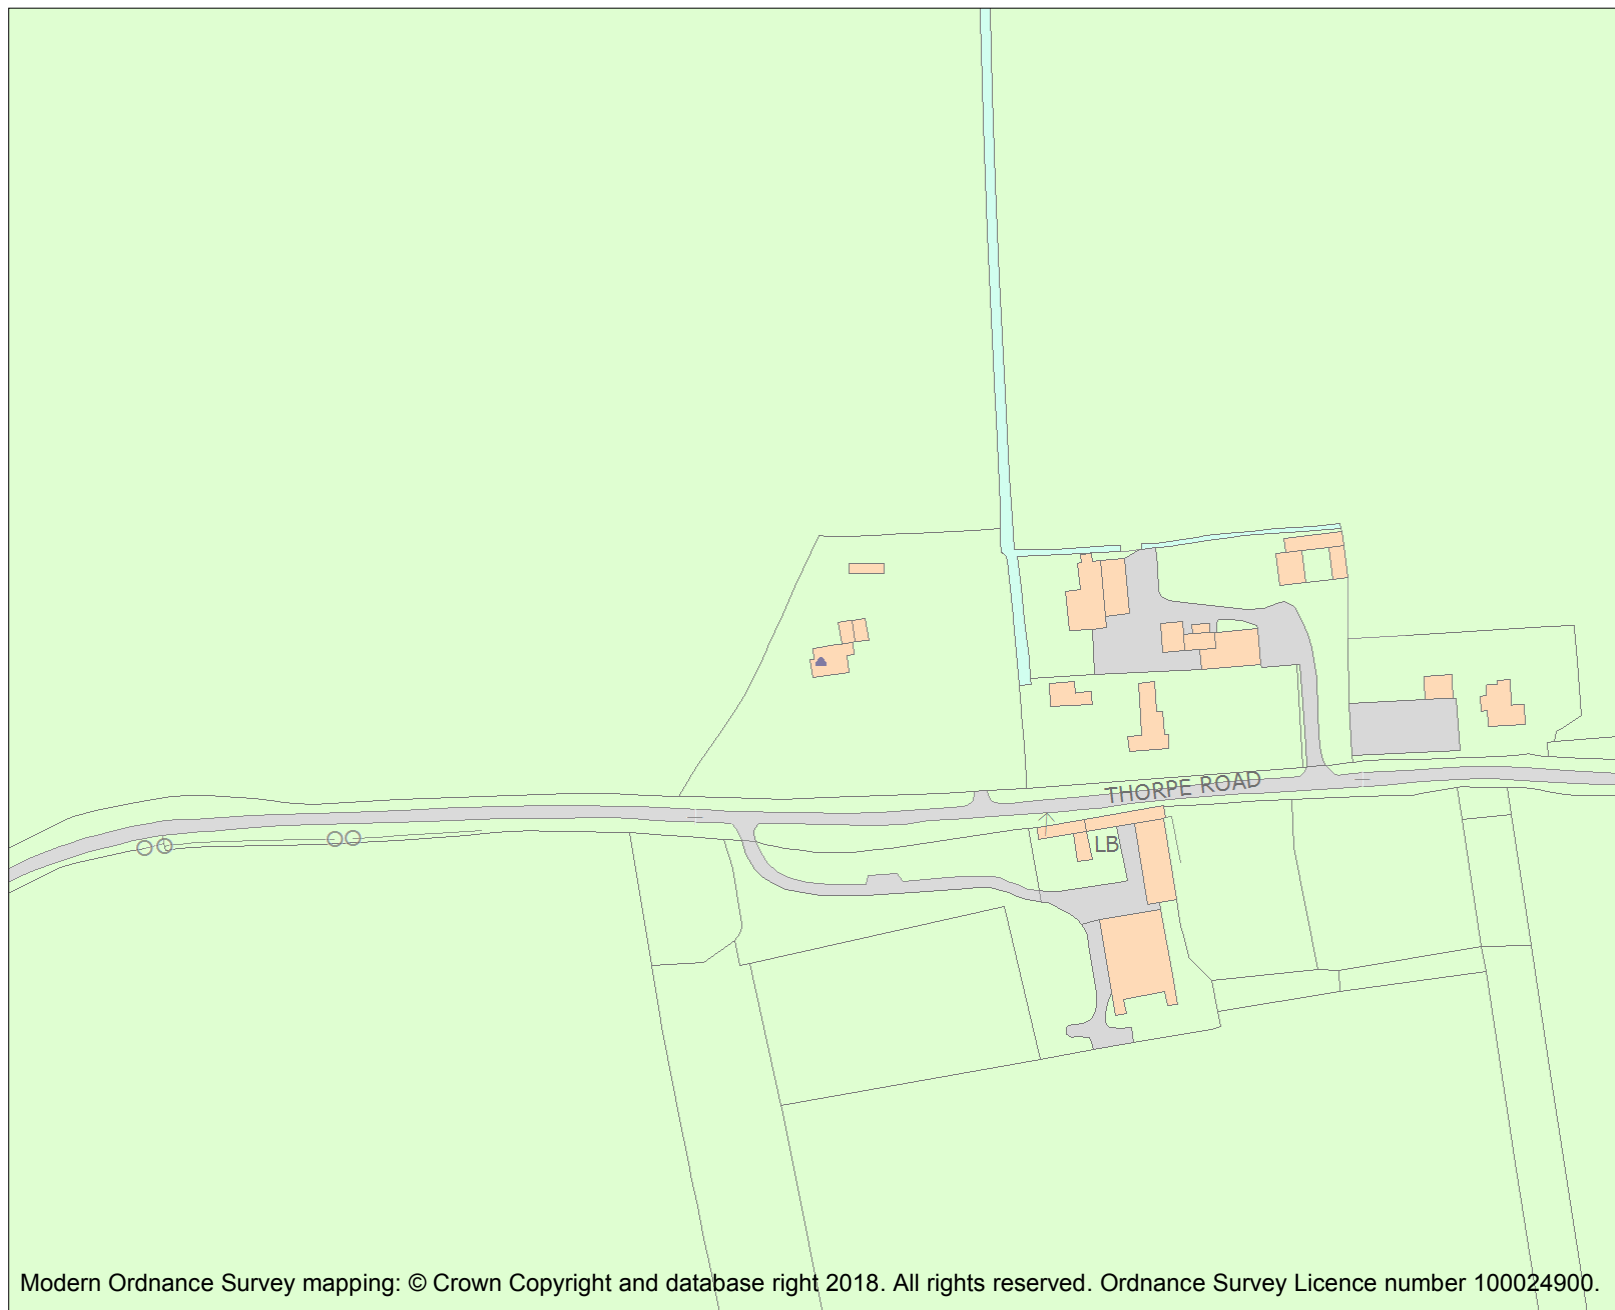 THORPE ROAD
LB
Modern Ordnance Survey mapping: © Crown Copyright and database right 2018. All rights reserved. Ordnance Survey Licence number 100024900.